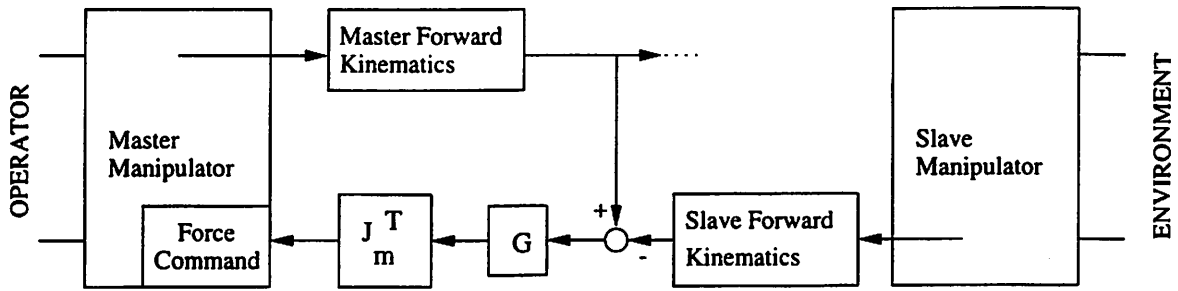 OPERATOR
Master
Manipulator
Force
Command
Master Forward
Kinematics
J T
m
G
+
-
Slave Forward
Kinematics
Slave
Manipulator
ENVIRONMENT